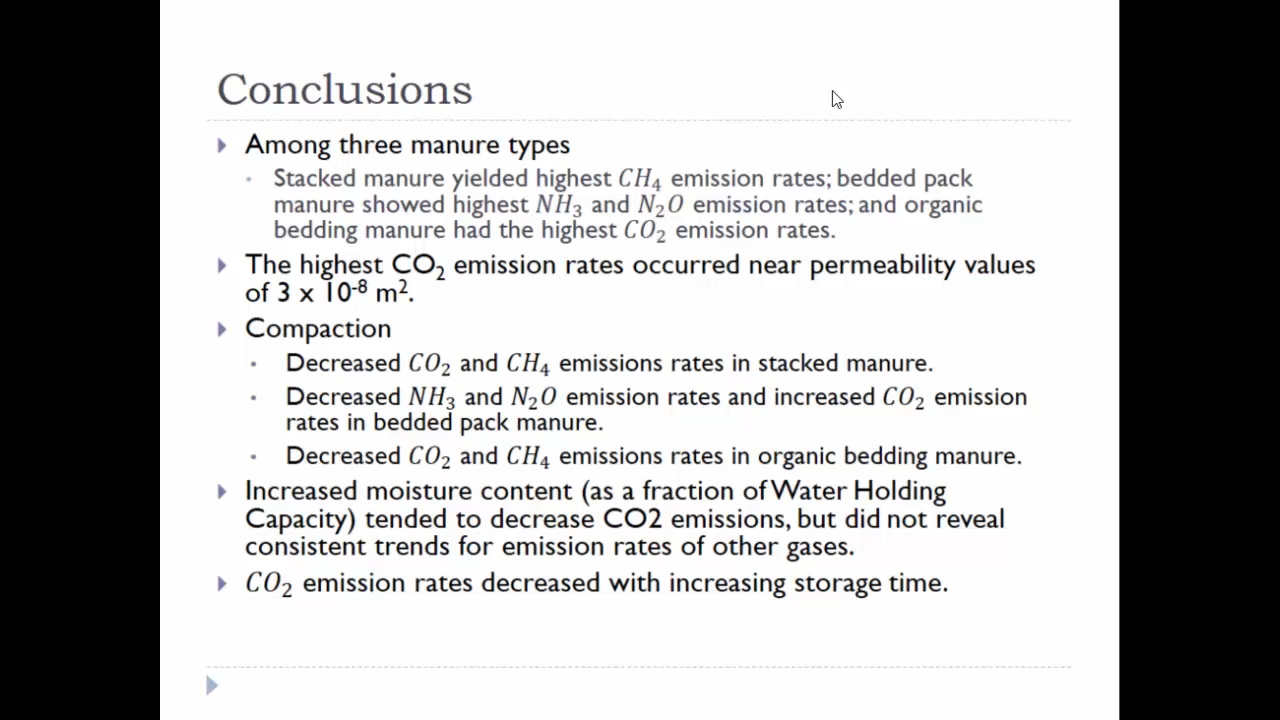 Conclusions
Among three manure types
Stacked manure yielded highest CH₄ emission rates; bedded pack
manure showed highest NH₃ and N₂O emission rates; and organic
bedding manure had the highest CO₂ emission rates.
The highest CO₂ emission rates occurred near permeability values
of 3 x 10⁻⁸ m².
Compaction
Decreased CO₂ and CH₄ emissions rates in stacked manure.
Decreased NH₃ and N₂O emission rates and increased CO₂ emission
rates in bedded pack manure.
Decreased CO₂ and CH₄ emissions rates in organic bedding manure.
Increased moisture content (as a fraction of Water Holding
Capacity) tended to decrease CO2 emissions, but did not reveal
consistent trends for emission rates of other gases.
CO₂ emission rates decreased with increasing storage time.